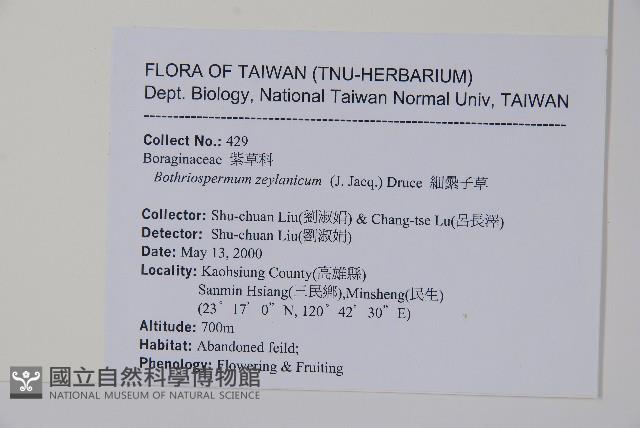 FLORA OF TAIWAN (TNU-HERBARIUM)
Dept. Biology, National Taiwan Normal Univ, TAIWAN
Collect No.: 429
Boraginaceae 紫草科
Bothriospermum zeylanicum (J. Jacq.) Druce 細纍子草
Collector: Shu-chuan Liu(劉淑娟) & Chang-tse Lu(呂長澤)
Detector: Shu-chuan Liu(劉淑娟)
Date: May 13, 2000
Locality: Kaohsiung County(高雄縣)
Sanmin Hsiang(三民鄉),Minsheng(民生)
(23° 17' 0" N, 120° 42' 30" E)
Altitude: 700m
Habitat: Abandoned feild;
Phenology: Flowering & Fruiting
國立自然科學博物館
NATIONAL MUSEUM OF NATURAL SCIENCE